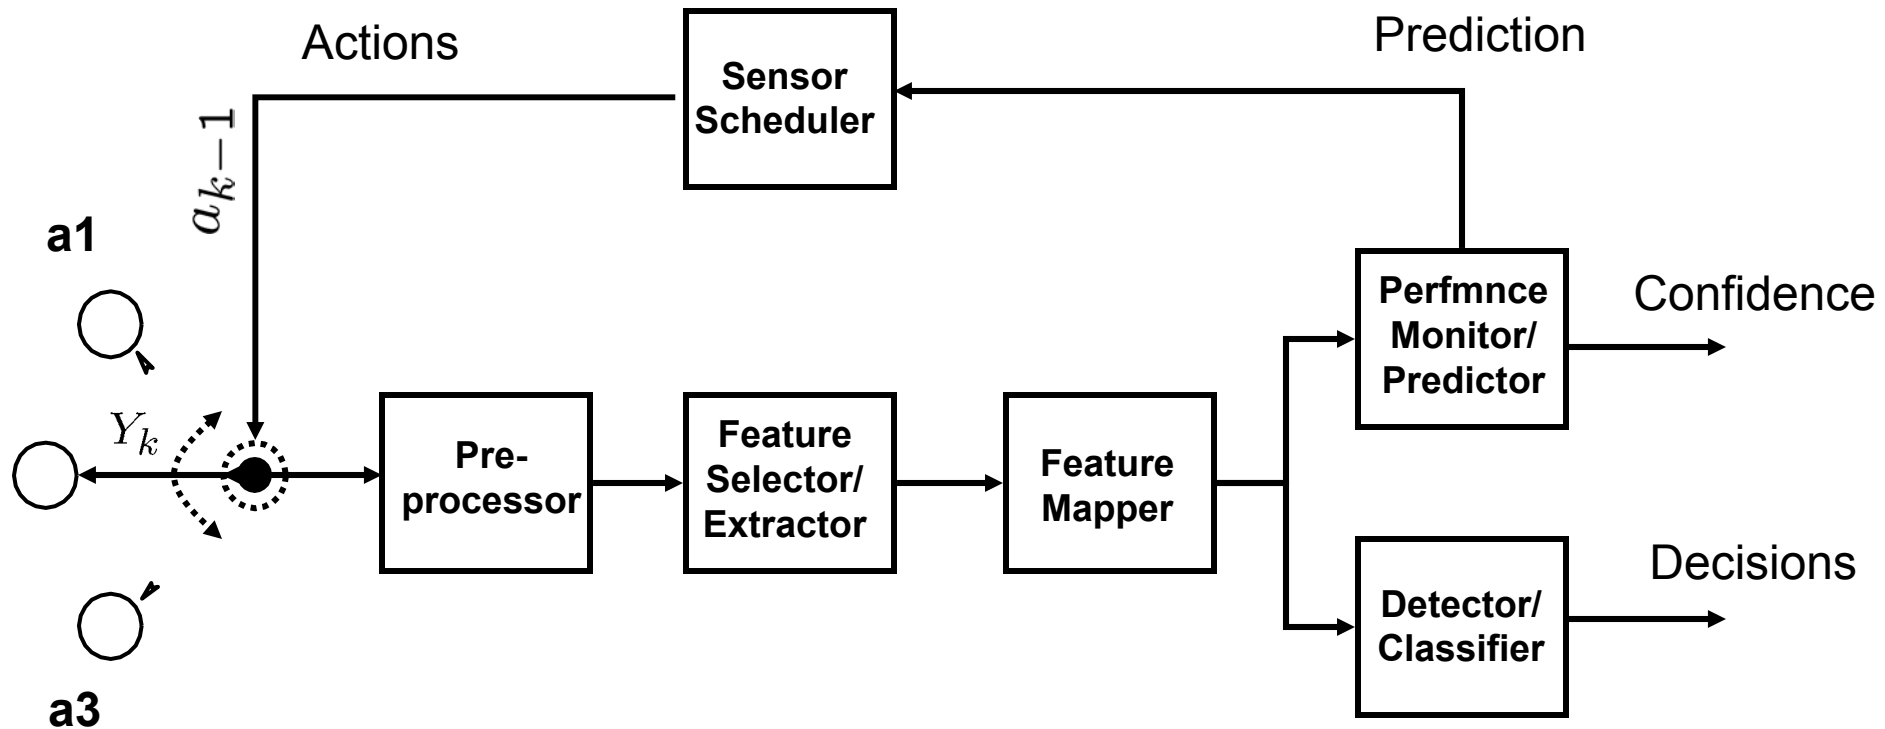 Actions
Prediction
Sensor
Scheduler
a_{k-1}
a1
Perfmnce
Monitor/
Predictor
Confidence
Y_k
Pre-
processor
Feature
Selector/
Extractor
Feature
Mapper
Decisions
Detector/
Classifier
a3